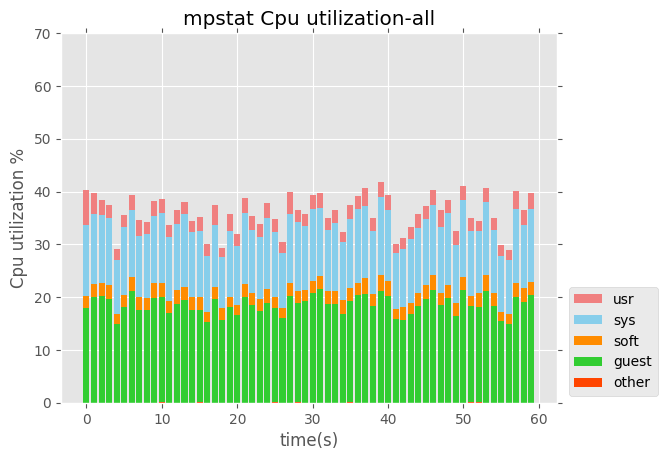 mpstat Cpu utilization-all
Cpu utilization %
70
60
50
40
30
20
10
0
0 10 20 30 40 50 60
time(s)
usr
sys
soft
guest
other